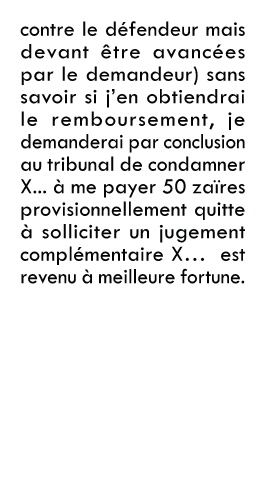 contre le défendeur mais
devant être avancées
par le demandeur) sans
savoir si j’en obtiendrai
le remboursement, je
demanderai par conclusion
au tribunal de condamner
X... à me payer 50 zaïres
provisionnellement quitte
à solliciter un jugement
complémentaire X… est
revenu à meilleure fortune.